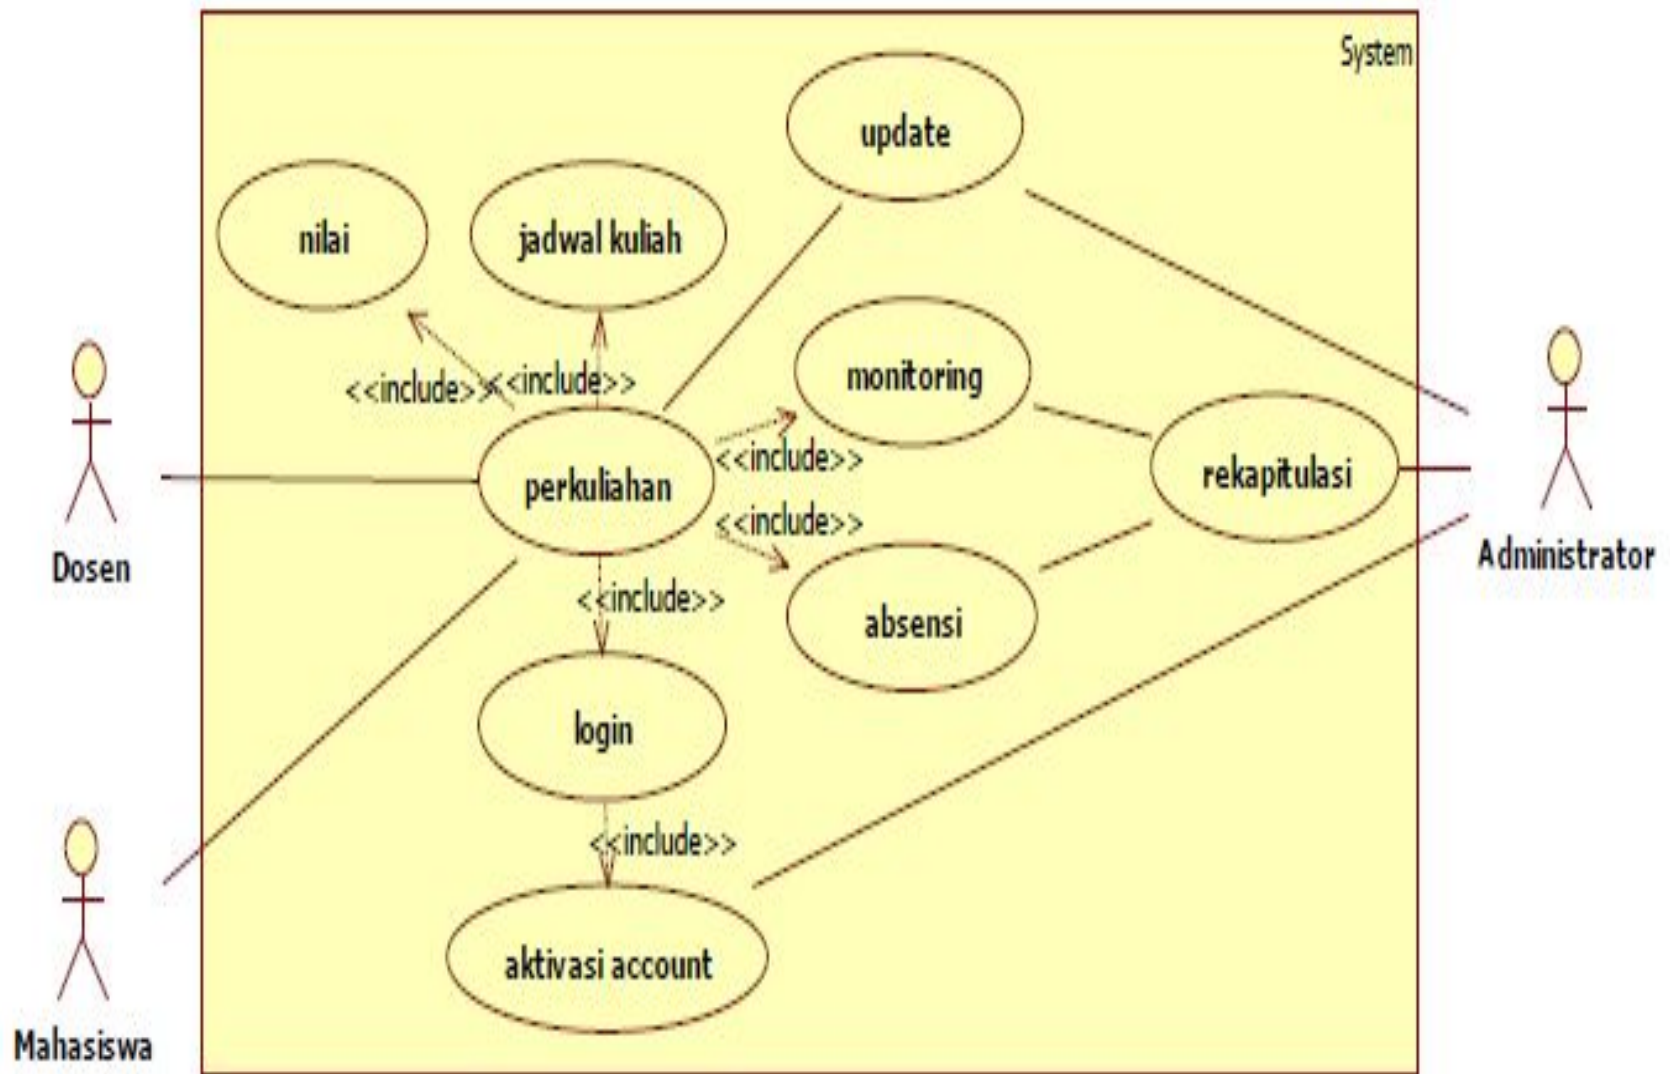 System
update
nilai
jadwal kuliah
monitoring
<<include>>
<<include>>
<<include>>
rekapitulasi
perkuliahan
<<include>>
Dosen
Administrator
<<include>>
absensi
login
<<include>>
aktivasi account
Mahasiswa